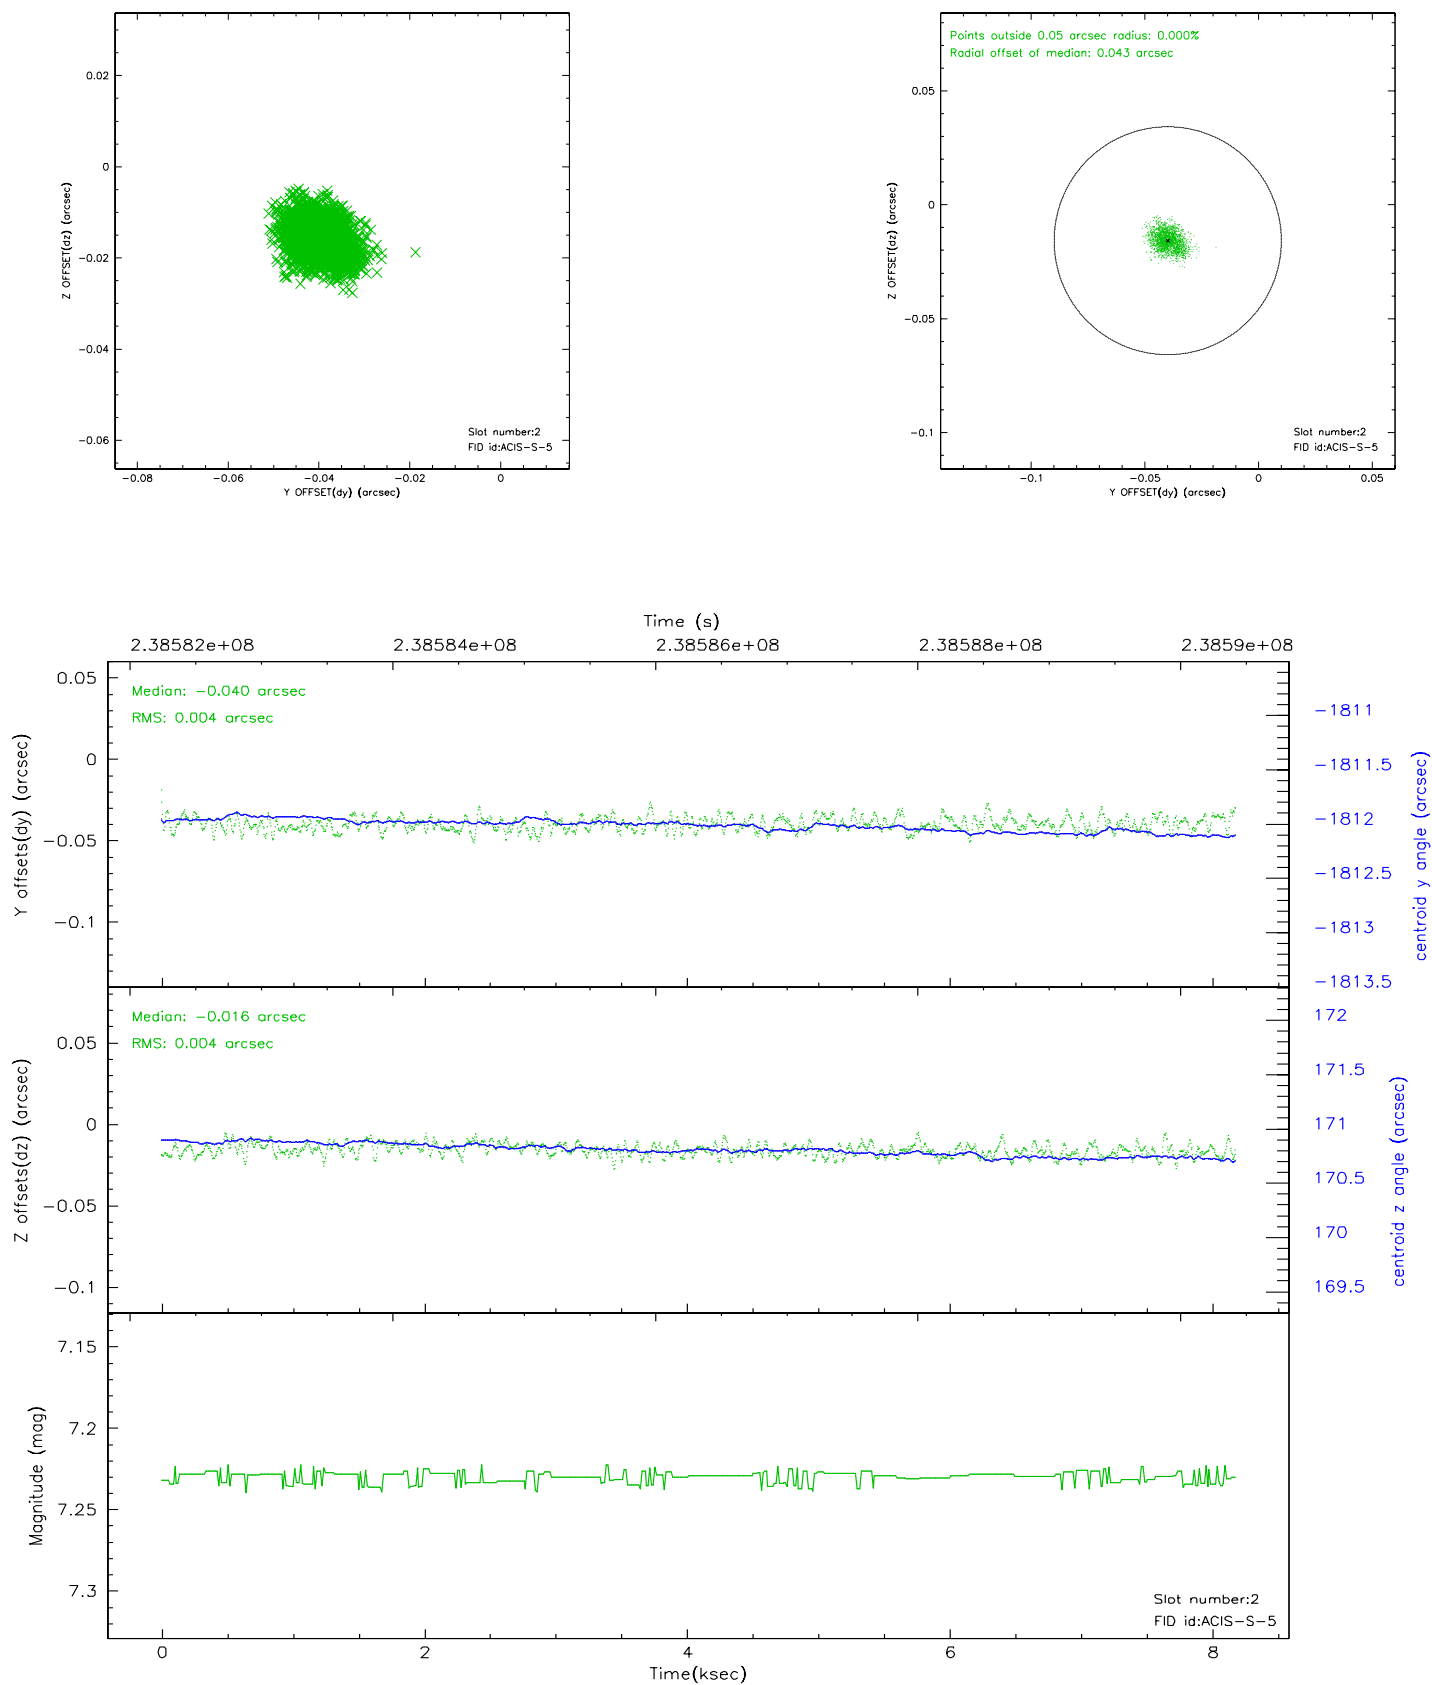 0.02
0
-0.02
-0.04
-0.06
Z OFFSET(dz) (arcsec)
Slot number:2
FID id:ACIS-S-5
-0.08
-0.06
-0.04
-0.02
0
Y OFFSET(dy) (arcsec)
Points outside 0.05 arcsec radius: 0.000%
Radial offset of median: 0.043 arcsec
0.05
0
-0.05
-0.1
Z OFFSET(dz) (arcsec)
Slot number:2
FID id:ACIS-S-5
-0.1
-0.05
0
0.05
Y OFFSET(dy) (arcsec)
Time (s)
2.38582e+08
2.38584e+08
2.38586e+08
2.38588e+08
2.3859e+08
Median: -0.040 arcsec
RMS: 0.004 arcsec
0.05
0
-0.05
-0.1
Y offsets(dy) (arcsec)
-1811
-1811.5
-1812
-1812.5
-1813
-1813.5
centroid y angle (arcsec)
Median: -0.016 arcsec
RMS: 0.004 arcsec
0.05
0
-0.05
-0.1
Z offsets(dz) (arcsec)
172
171.5
171
170.5
170
169.5
centroid z angle (arcsec)
7.15
7.2
7.25
7.3
Magnitude (mag)
Slot number:2
FID id:ACIS-S-5
0
2
4
6
8
Time(ksec)